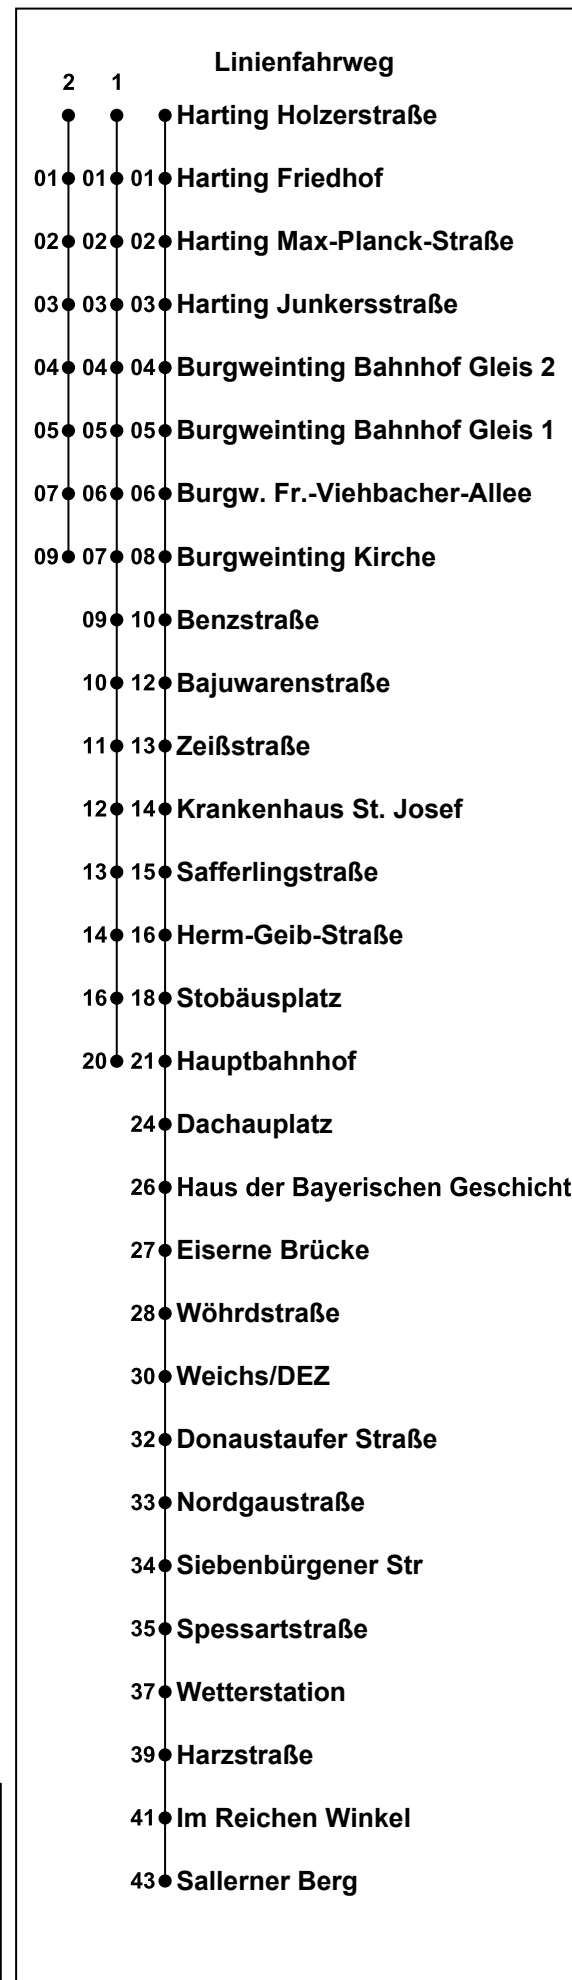 Linienfahrweg
2 1
Harting Holzerstraße
01 01 01 Harting Friedhof
02 02 02 Harting Max-Planck-Straße
03 03 03 Harting Junkersstraße
04 04 04 Burgweinting Bahnhof Gleis 2
05 05 05 Burgweinting Bahnhof Gleis 1
07 06 06 Burgw. Fr.-Viehbacher-Allee
09 07 08 Burgweinting Kirche
09 10 Benzstraße
10 12 Bajuwarenstraße
11 13 Zeißstraße
12 14 Krankenhaus St. Josef
13 15 Safferlingstraße
14 16 Herm-Geib-Straße
16 18 Stobäusplatz
20 21 Hauptbahnhof
24 Dachauplatz
26 Haus der Bayerischen Geschicht
27 Eiserne Brücke
28 Wöhrdstraße
30 Weichs/DEZ
32 Donaustaufer Straße
33 Nordgaustraße
34 Siebenbürgener Str
35 Spessartstraße
37 Wetterstation
39 Harzstraße
41 Im Reichen Winkel
43 Sallerner Berg